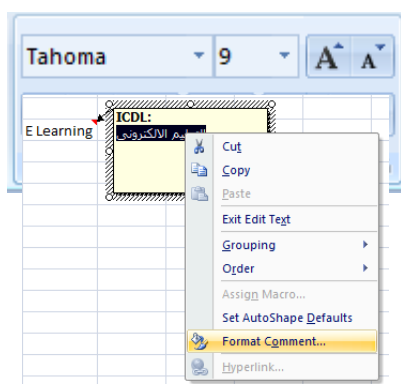 Tahoma 9 A A
E Learning
ICDL:
التعليم الالكتروني
Cut
Copy
Paste
Exit Edit Text
Grouping
Order
Assign Macro...
Set AutoShape Defaults
Format Comment...
Hyperlink...